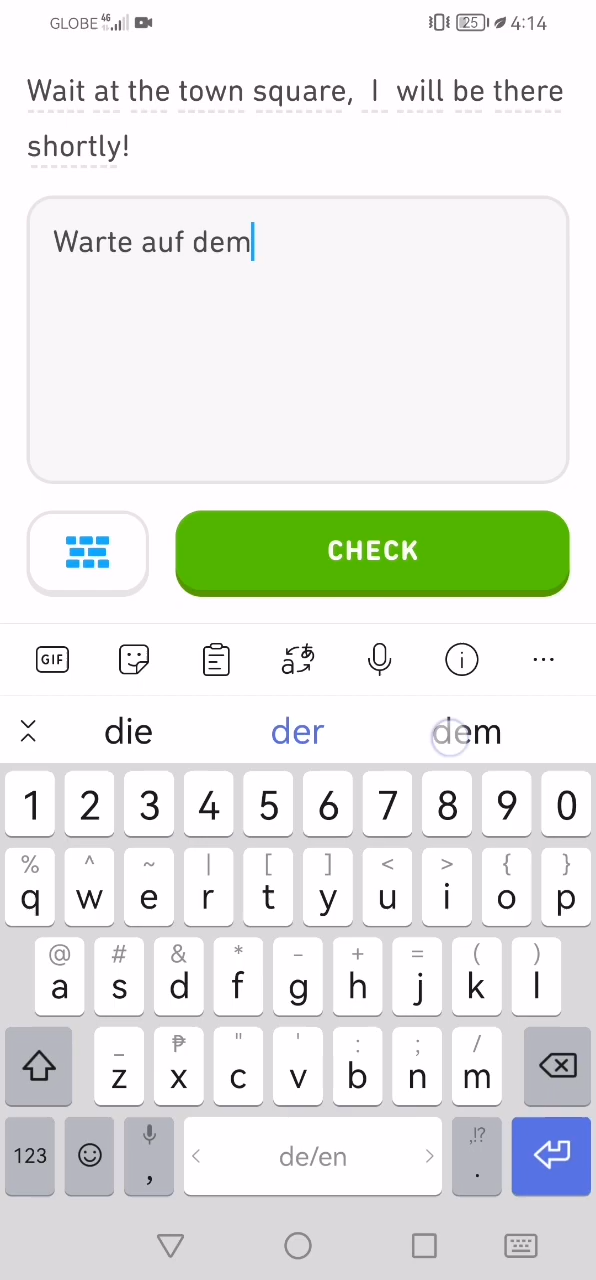 GLOBE 4G 25 4:14
Wait at the town square, I will be there
shortly!
Warte auf dem
CHECK
GIF
die der dem
1 2 3 4 5 6 7 8 9 0
% ^ ~ | [ ] < > { }
q w e r t y u i o p
@ # & * - + = ( )
a s d f g h j k l
_ ₱ " ' : ; /
z x c v b n m
123 , < de/en > ,!? .